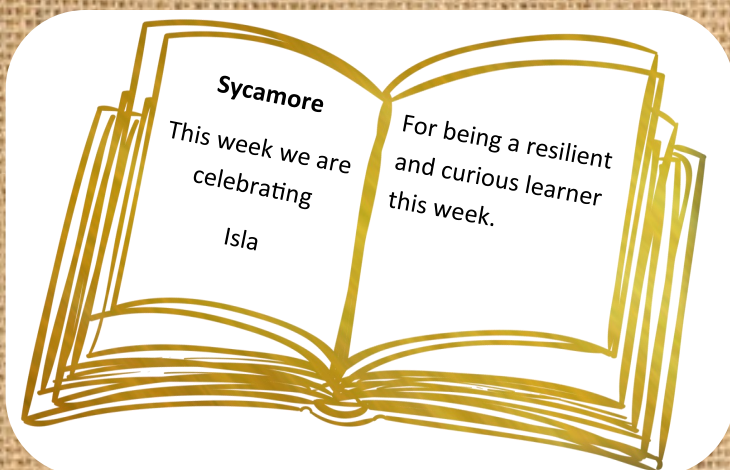 Sycamore
This week we are
celebrating
Isla
For being a resilient
and curious learner
this week.